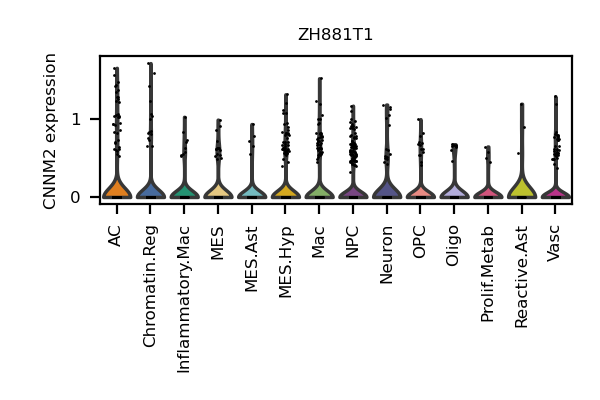 ZH881T1
CNNM2 expression
1
0
AC
Chromatin.Reg
Inflammatory.Mac
MES
MES.Ast
MES.Hyp
Mac
NPC
Neuron
OPC
Oligo
Prolif.Metab
Reactive.Ast
Vasc